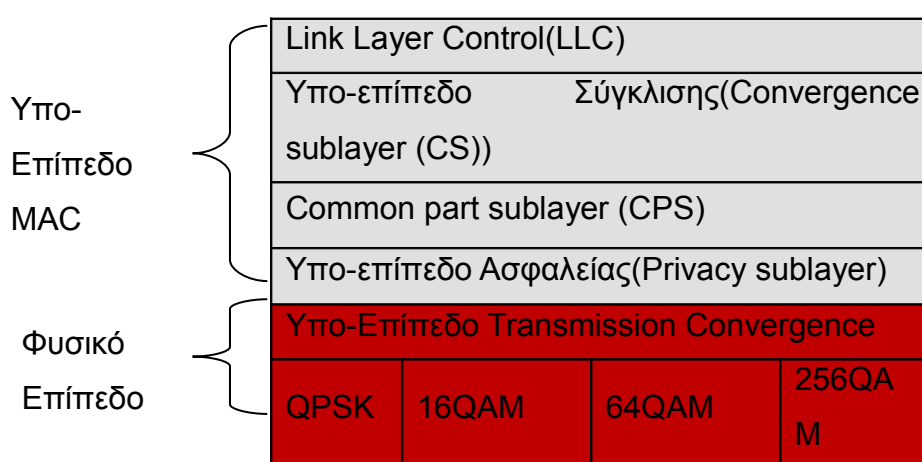 Υπο-
Επίπεδο
MAC
Link Layer Control(LLC)
Υπο-επίπεδο Σύγκλισης(Convergence
sublayer (CS))
Common part sublayer (CPS)
Υπο-επίπεδο Ασφαλείας(Privacy sublayer)
Φυσικό
Επίπεδο
Υπο-Επίπεδο Transmission Convergence
QPSK
16QAM
64QAM
256QA
M